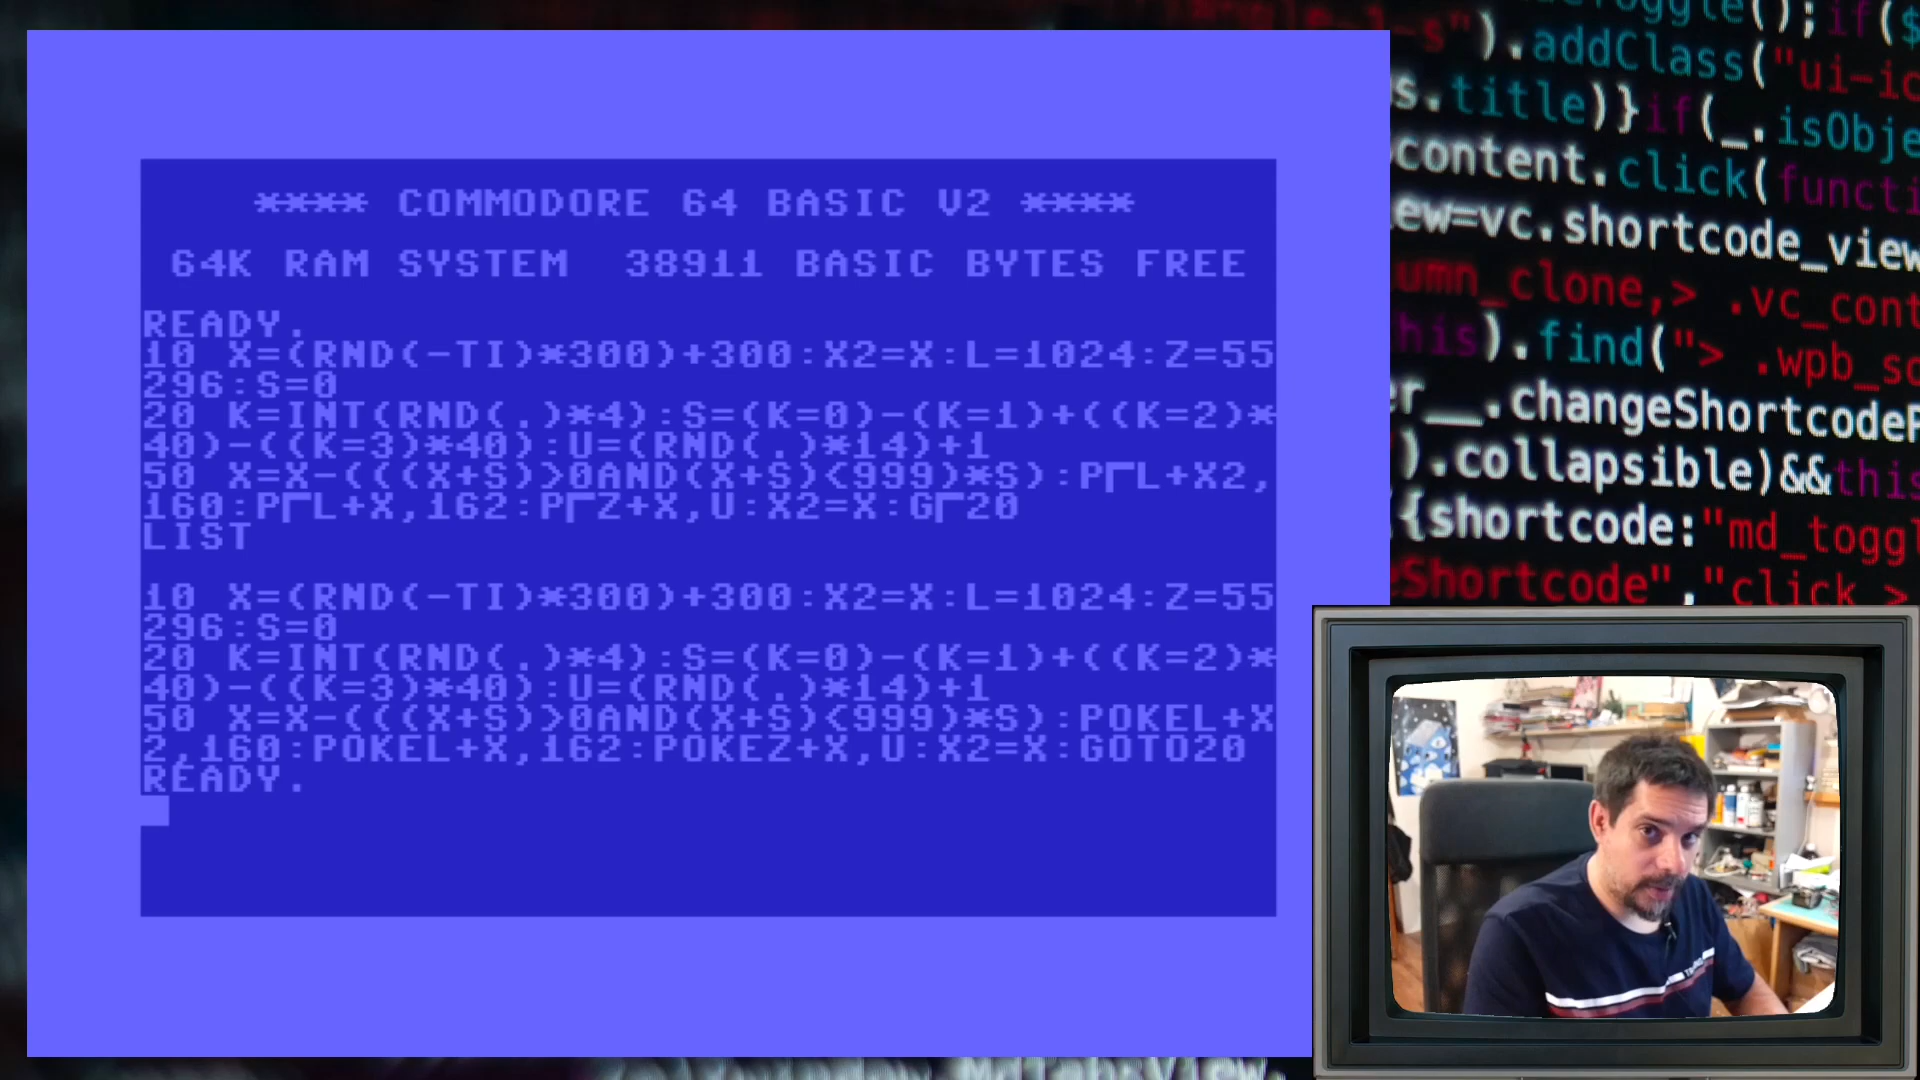 **** COMMODORE 64 BASIC V2 ****
64K RAM SYSTEM  38911 BASIC BYTES FREE
READY.
10 X=(RND(-TI)*300)+300:X2=X:L=1024:Z=55
296:S=0
20 K=INT(RND(.)*4):S=(K=0)-(K=1)+((K=2)*
40)-((K=3)*40):U=(RND(.)*14)+1
50 X=X-(((X+S)>0AND(X+S)<999)*S):P┌L+X2,
160:P┌L+X,162:P┌Z+X,U:X2=X:G┌20
LIST
10 X=(RND(-TI)*300)+300:X2=X:L=1024:Z=55
296:S=0
20 K=INT(RND(.)*4):S=(K=0)-(K=1)+((K=2)*
40)-((K=3)*40):U=(RND(.)*14)+1
50 X=X-(((X+S)>0AND(X+S)<999)*S):POKEL+X
2,160:POKEL+X,162:POKEZ+X,U:X2=X:GOTO20
READY.
-s").addClass("ui-ic
s.title)}if(_.isObje
content.click(functi
ew=vc.shortcode_view
umn_clone,> .vc_cont
his).find("> .wpb_sc
er__.changeShortcodeP
).collapsible)&&this
{shortcode:"md_toggl
eShortcode","click >